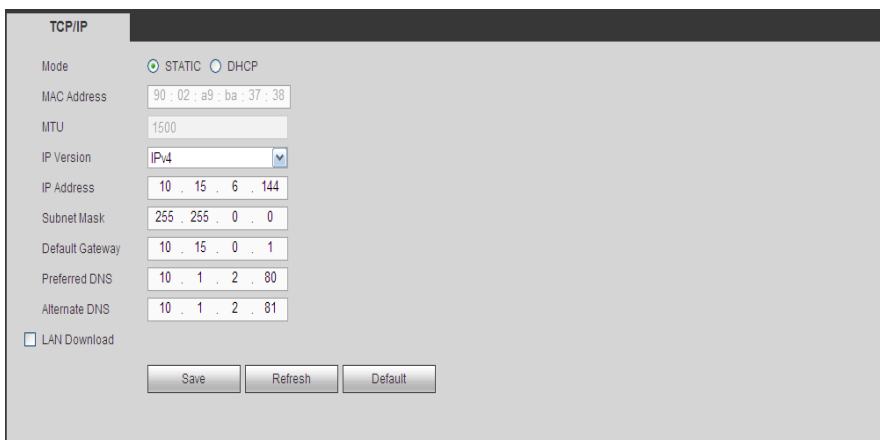 TCP/IP
Mode STATIC DHCP
MAC Address 90 : 02 : a9 : ba : 37 : 38
MTU 1500
IP Version IPv4
IP Address 10 . 15 . 6 . 144
Subnet Mask 255 . 255 . 0 . 0
Default Gateway 10 . 15 . 0 . 1
Preferred DNS 10 . 1 . 2 . 80
Alternate DNS 10 . 1 . 2 . 81
LAN Download
Save Refresh Default